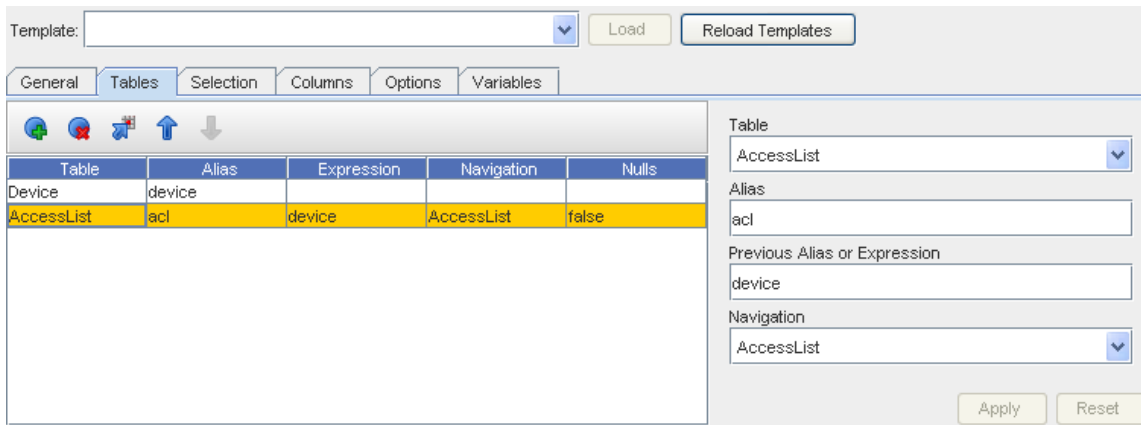 Template: Load Reload Templates
General Tables Selection Columns Options Variables
Table Alias Expression Navigation Nulls
Device device
AccessList acl device AccessList false
Table
AccessList
Alias
acl
Previous Alias or Expression
device
Navigation
AccessList
Apply Reset